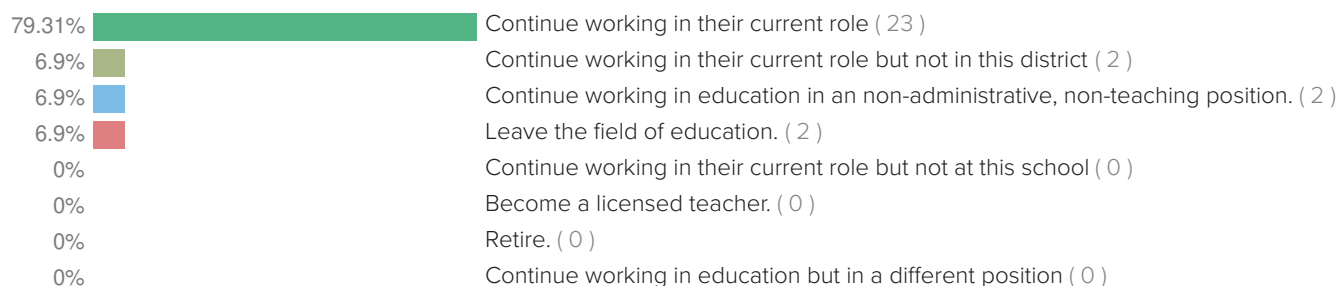 79.31% Continue working in their current role ( 23 )
6.9% Continue working in their current role but not in this district ( 2 )
6.9% Continue working in education in an non-administrative, non-teaching position. ( 2 )
6.9% Leave the field of education. ( 2 )
0% Continue working in their current role but not at this school ( 0 )
0% Become a licensed teacher. ( 0 )
0% Retire. ( 0 )
0% Continue working in education but in a different position ( 0 )